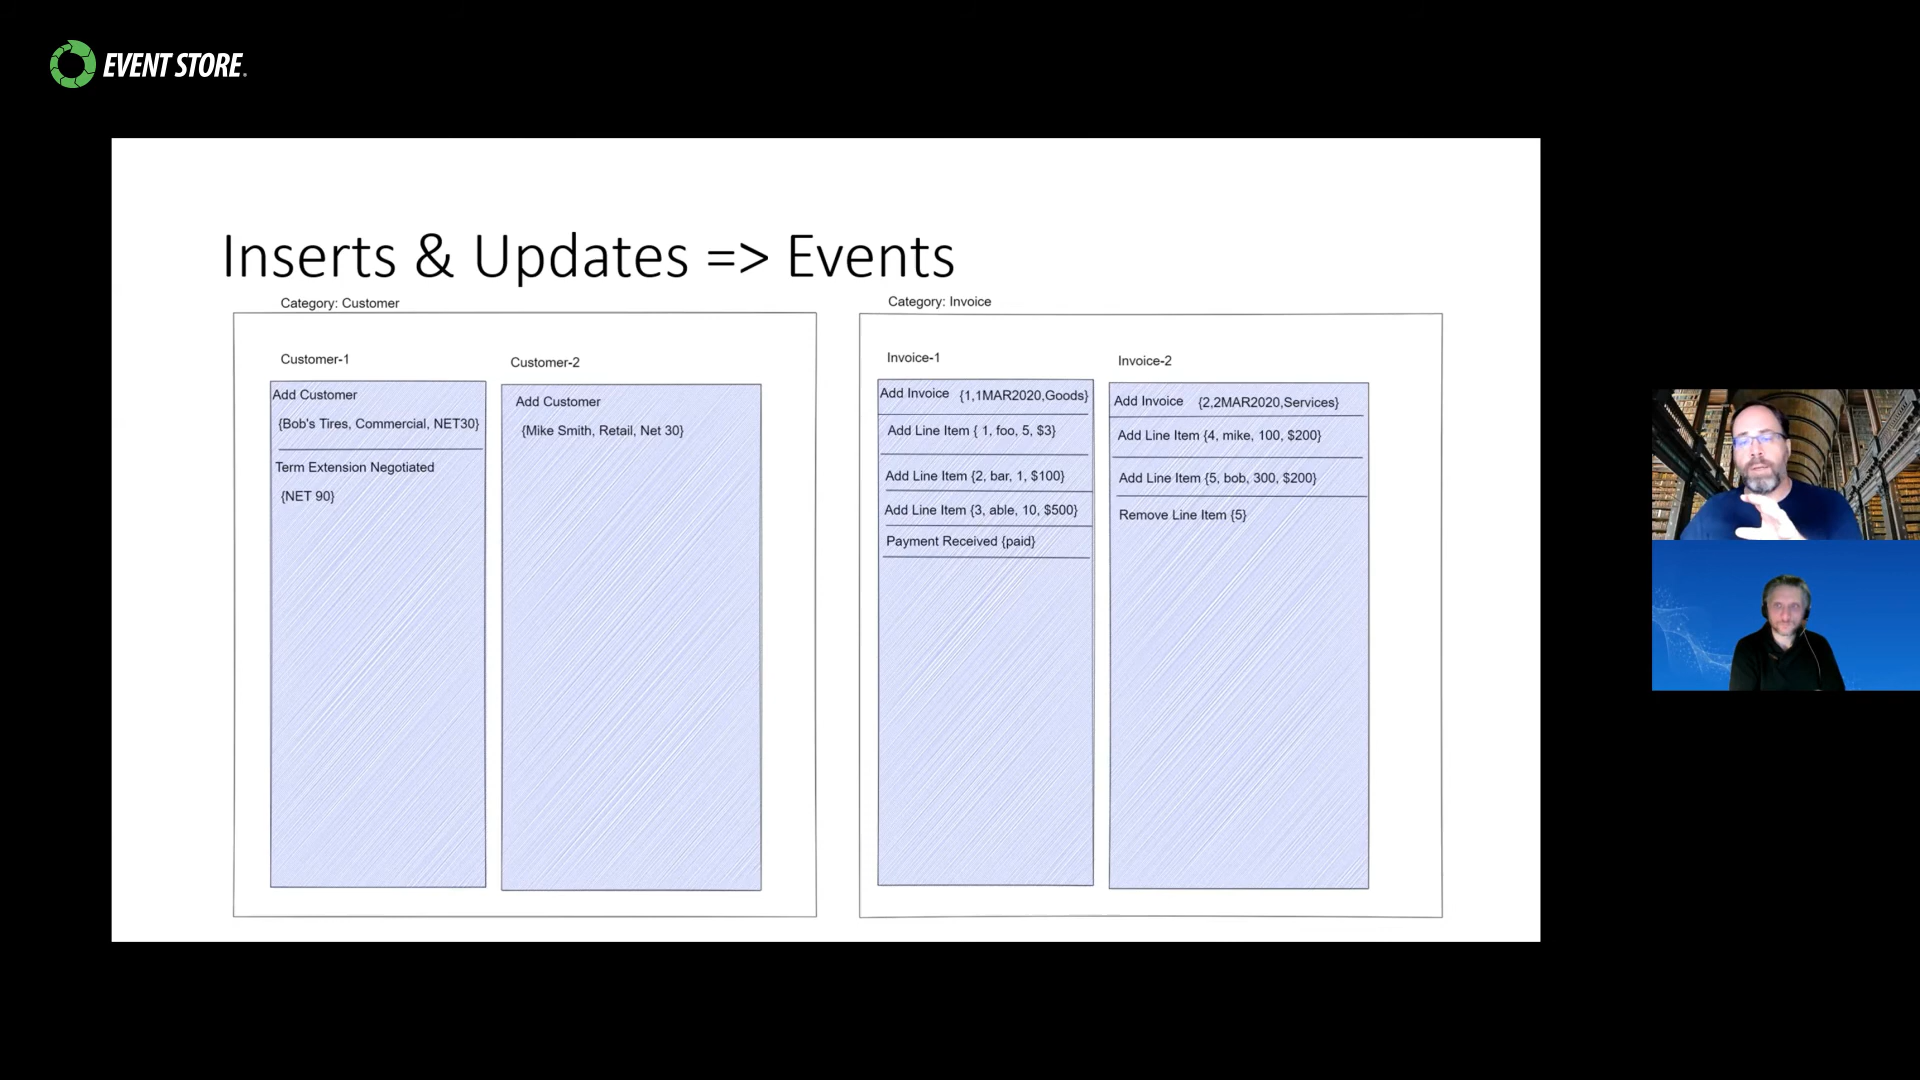 EVENT STORE
Inserts & Updates => Events
Category: Customer
Customer-1
Add Customer
{Bob's Tires, Commercial, NET30}
Term Extension Negotiated
{NET 90}
Customer-2
Add Customer
{Mike Smith, Retail, Net 30}
Category: Invoice
Invoice-1
Add Invoice {1,1MAR2020,Goods}
Add Line Item { 1, foo, 5, $3}
Add Line Item {2, bar, 1, $100}
Add Line Item {3, able, 10, $500}
Payment Received {paid}
Invoice-2
Add Invoice {2,2MAR2020,Services}
Add Line Item {4, mike, 100, $200}
Add Line Item {5, bob, 300, $200}
Remove Line Item {5}